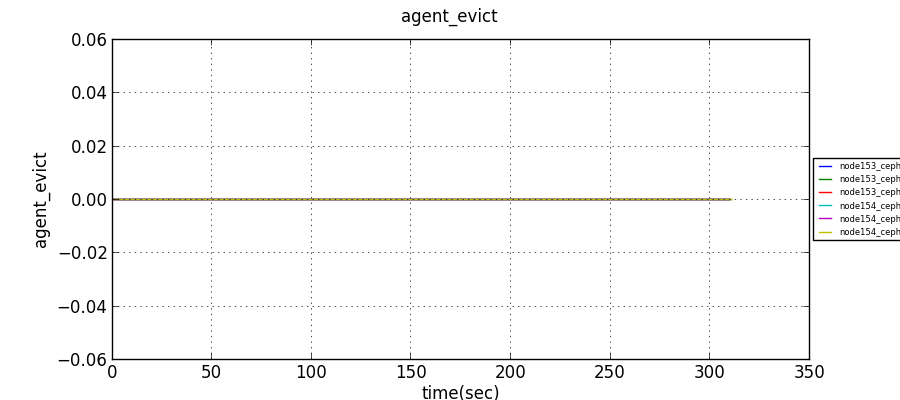 agent_evict
0.06
0.04
0.02
0.00
−0.02
−0.04
−0.06
agent_evict
0 50 100 150 200 250 300 350
time(sec)
node153_ceph
node153_ceph
node153_ceph
node154_ceph
node154_ceph
node154_ceph